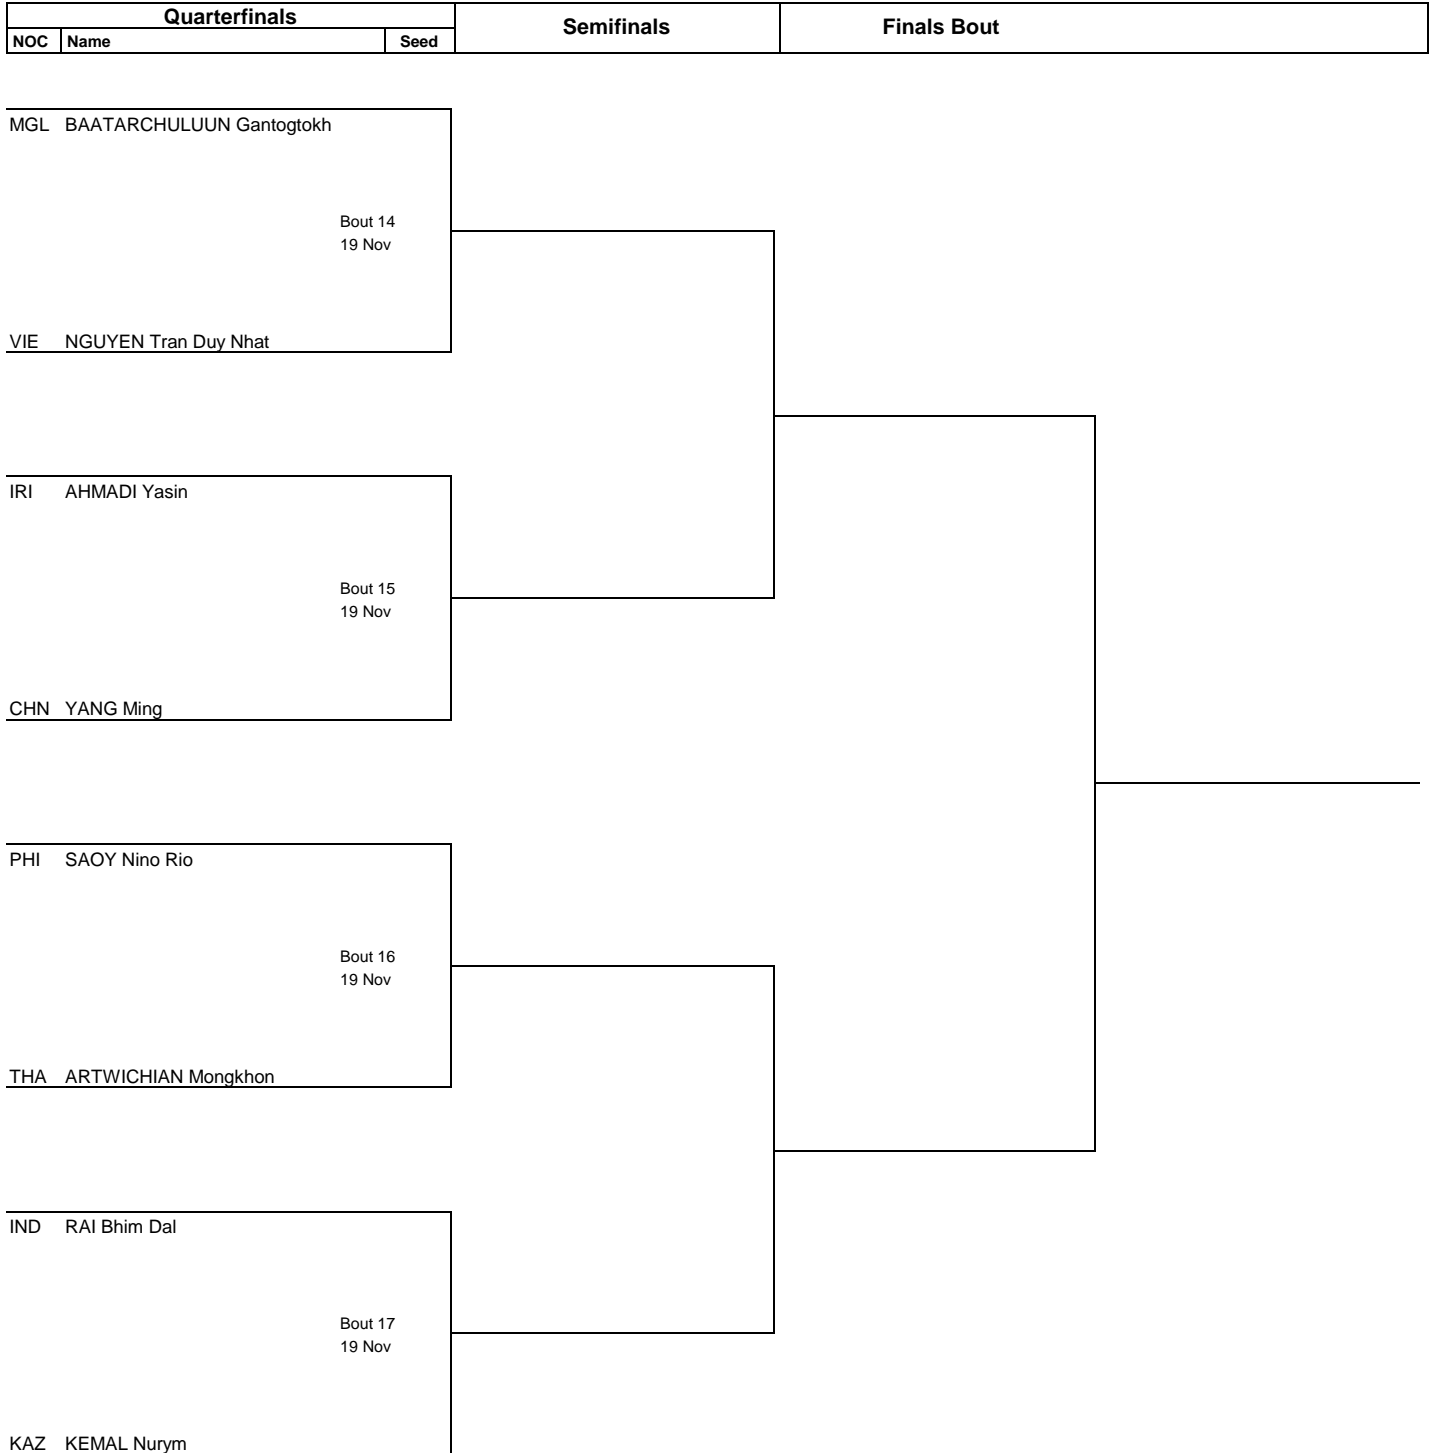 Quarterfinals
Semifinals
Finals Bout
NOC Name Seed
MGL BAATARCHULUUN Gantogtokh
Bout 14
19 Nov
VIE NGUYEN Tran Duy Nhat
IRI AHMADI Yasin
Bout 15
19 Nov
CHN YANG Ming
PHI SAOY Nino Rio
Bout 16
19 Nov
THA ARTWICHIAN Mongkhon
IND RAI Bhim Dal
Bout 17
19 Nov
KAZ KEMAL Nurym